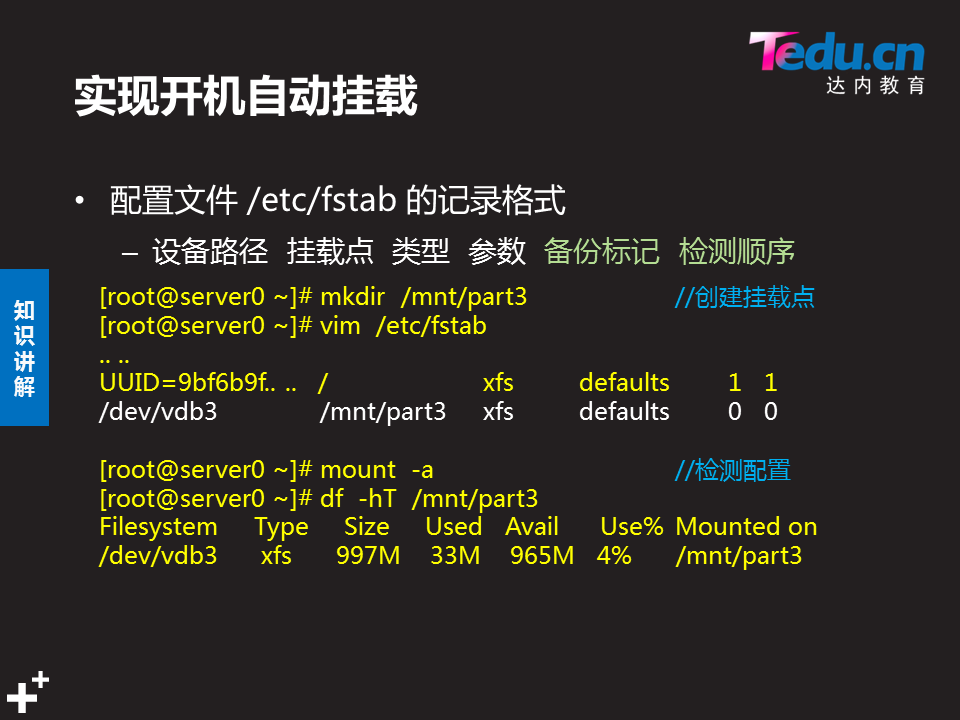 Tedu.cn
达内教育
实现开机自动挂载
• 配置文件 /etc/fstab 的记录格式
– 设备路径 挂载点 类型 参数 备份标记 检测顺序
知识讲解
[root@server0 ~]# mkdir /mnt/part3 //创建挂载点
[root@server0 ~]# vim /etc/fstab
.. ..
UUID=9bf6b9f.. .. / xfs defaults 1 1
/dev/vdb3 /mnt/part3 xfs defaults 0 0
[root@server0 ~]# mount -a //检测配置
[root@server0 ~]# df -hT /mnt/part3
Filesystem Type Size Used Avail Use% Mounted on
/dev/vdb3 xfs 997M 33M 965M 4% /mnt/part3